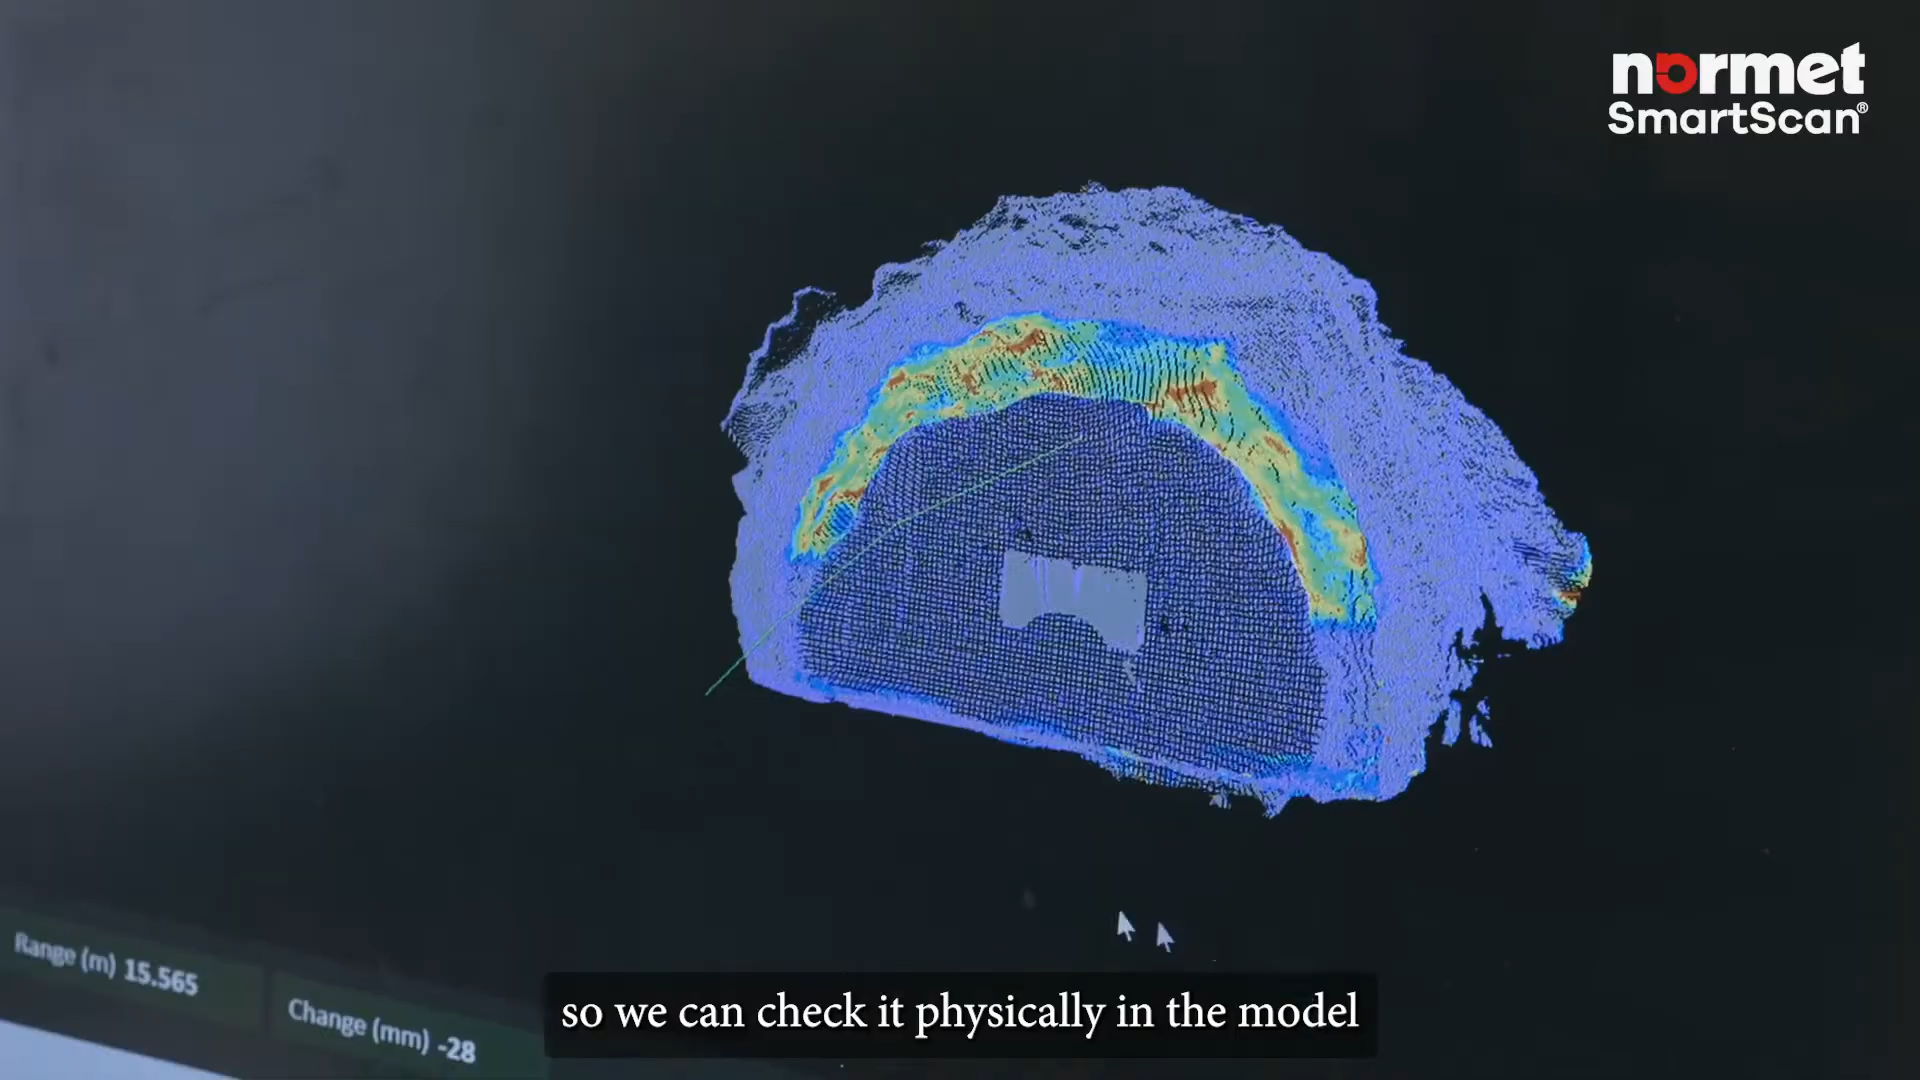 normet
SmartScan®
Range (m) 15.565
Change (mm) -28
so we can check it physically in the model